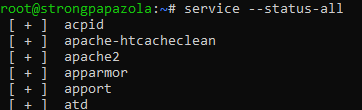 root@strongpapazola:~# service --status-all
[ + ] acpid
[ + ] apache-htcacheclean
[ + ] apache2
[ + ] apparmor
[ + ] apport
[ + ] atd